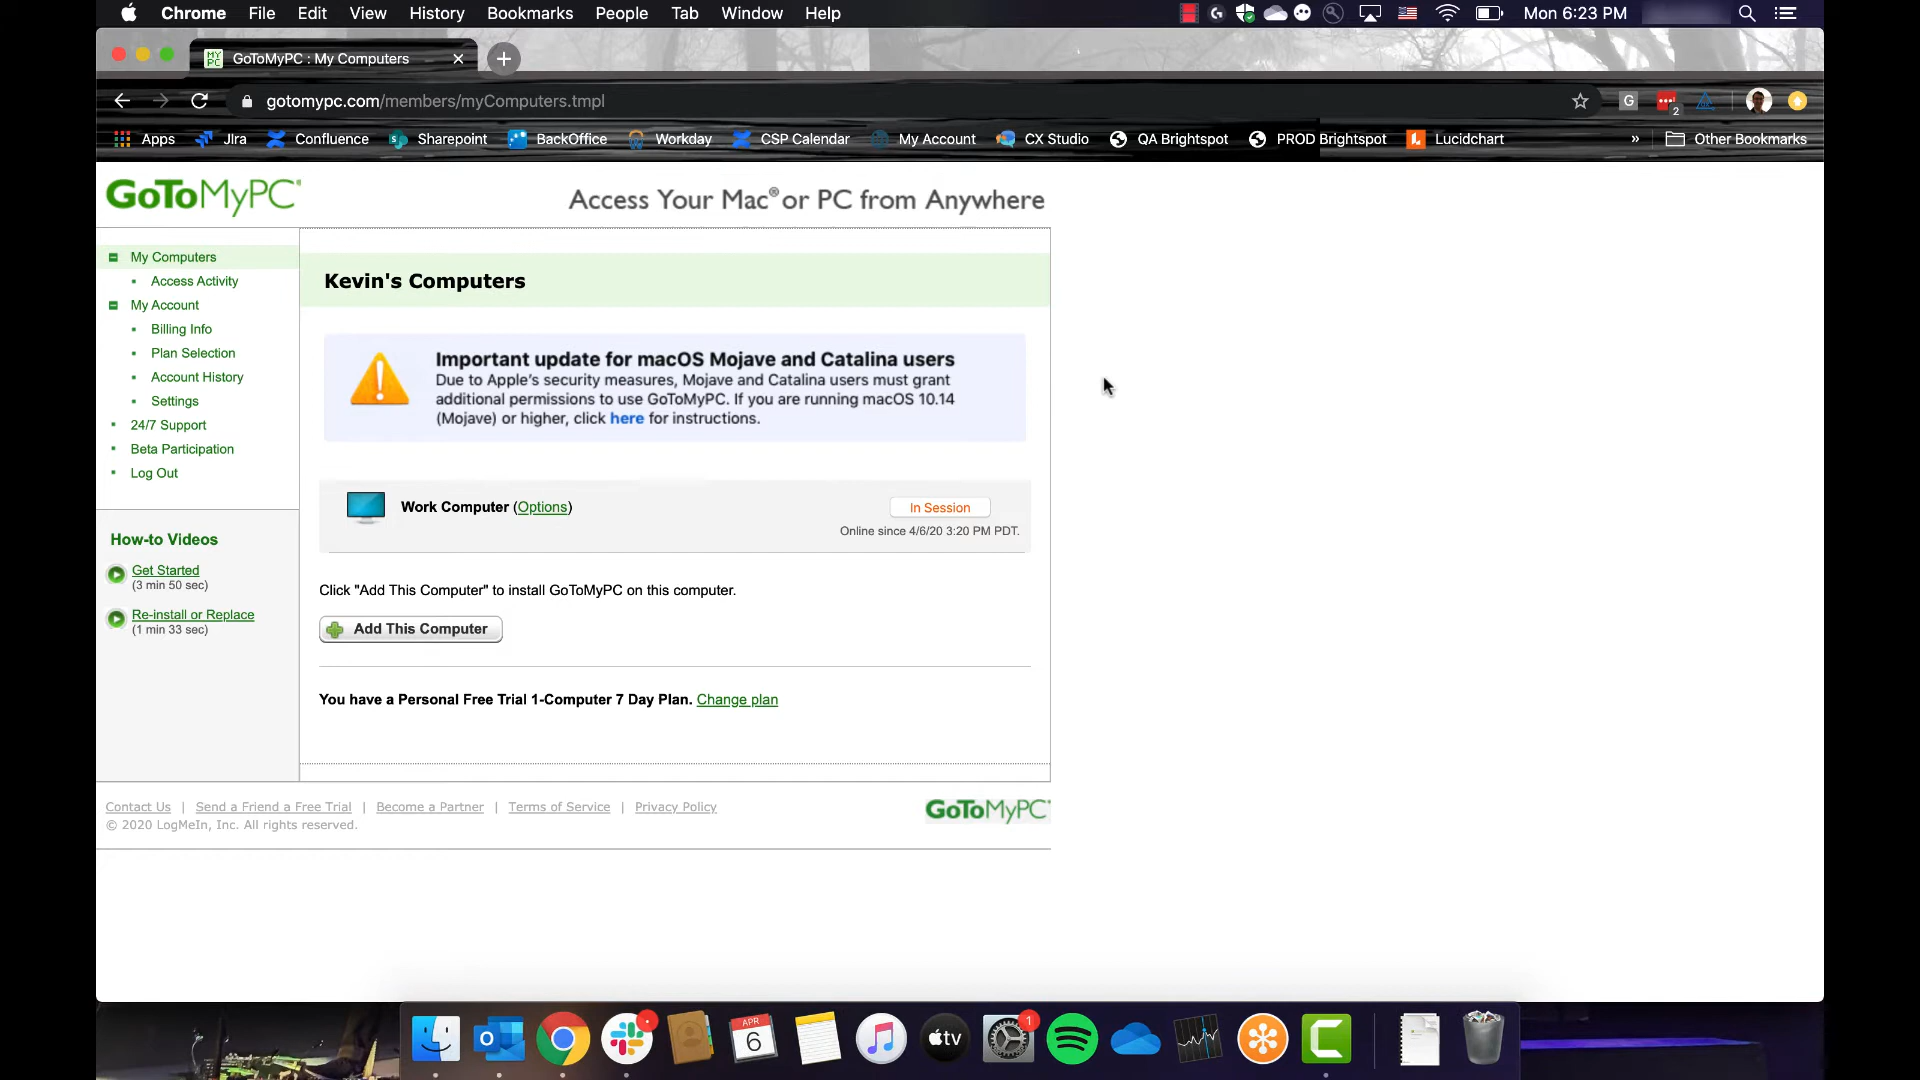 Chrome File Edit View History Bookmarks People Tab Window Help Mon 6:23 PM
GoToMyPC : My Computers
gotomypc.com/members/myComputers.tmpl
G
2
Apps Jira Confluence Sharepoint BackOffice Workday CSP Calendar My Account CX Studio QA Brightspot PROD Brightspot Lucidchart » Other Bookmarks
GoToMyPC
Access Your Mac® or PC from Anywhere
My Computers
Access Activity
My Account
Billing Info
Plan Selection
Account History
Settings
24/7 Support
Beta Participation
Log Out
How-to Videos
Get Started
(3 min 50 sec)
Re-install or Replace
(1 min 33 sec)
Kevin's Computers
Important update for macOS Mojave and Catalina users
Due to Apple's security measures, Mojave and Catalina users must grant
additional permissions to use GoToMyPC. If you are running macOS 10.14
(Mojave) or higher, click here for instructions.
Work Computer (Options)
In Session
Online since 4/6/20 3:20 PM PDT.
Click "Add This Computer" to install GoToMyPC on this computer.
Add This Computer
You have a Personal Free Trial 1-Computer 7 Day Plan. Change plan
Contact Us | Send a Friend a Free Trial | Become a Partner | Terms of Service | Privacy Policy
© 2020 LogMeIn, Inc. All rights reserved.
GoToMyPC
APR
6
tv
1